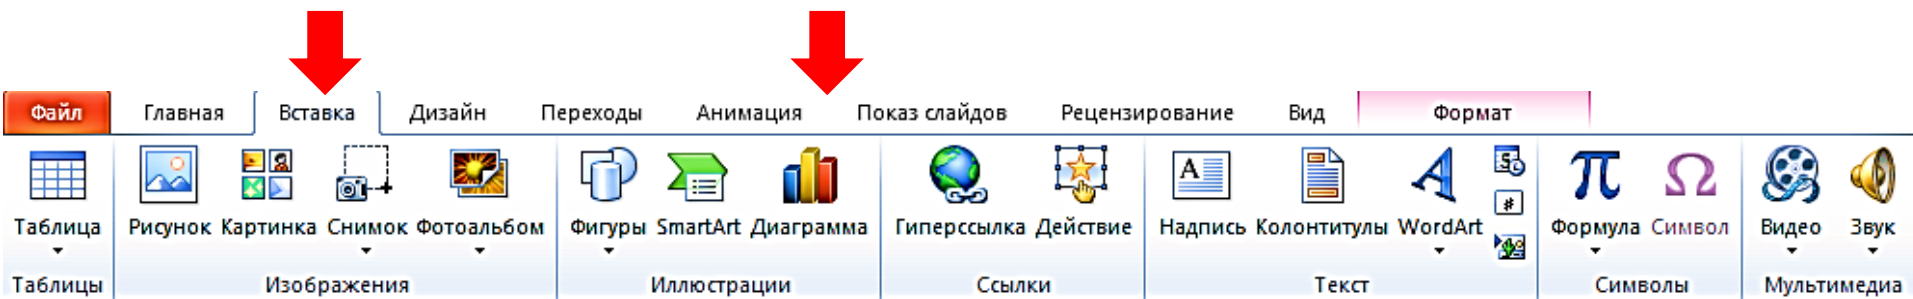 Файл Главная Вставка Дизайн Переходы Анимация Показ слайдов Рецензирование Вид Формат
Таблица Рисунок Картинка Снимок Фотоальбом Фигуры SmartArt Диаграмма Гиперссылка Действие Надпись Колонтитулы WordArt Формула Символ Видео Звук
Таблицы Изображения Иллюстрации Ссылки Текст Символы Мультимедиа